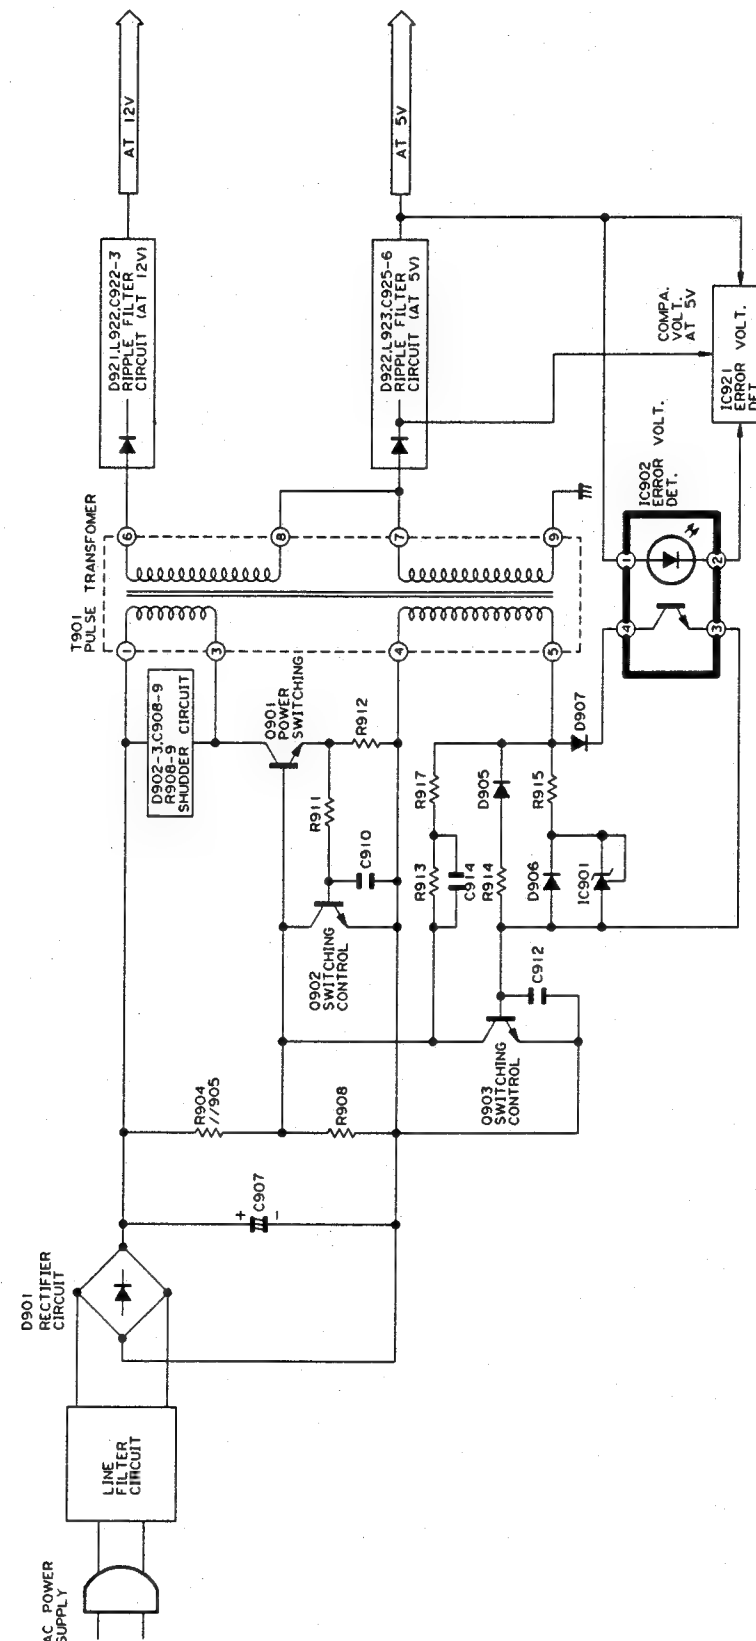 AC POWER
SUPPLY
LINE
FILTER
CIRCUIT
D901
RECTIFIER
CIRCUIT
+
C907
-
R904
//905
R908
Q902
SWITCHING
CONTROL
Q903
SWITCHING
CONTROL
C912
R911
C910
R912
Q901
POWER
SWITCHING
D902-3,C908-9
R908-9
SHUDDER CIRCUIT
R913
C914
R917
R914
D905
D906
R915
IC901
D907
T901
PULSE TRANSFOMER
1
3
4
5
6
8
7
9
D921,L922,C922-3
RIPPLE FILTER
CIRCUIT (AT 12V)
AT 12V
D922,L923,C925-6
RIPPLE FILTER
CIRCUIT (AT 5V)
AT 5V
IC902
ERROR VOLT.
DET.
1
2
4
3
COMPA.
VOLT.
AT 5V
IC921
ERROR VOLT.
DET